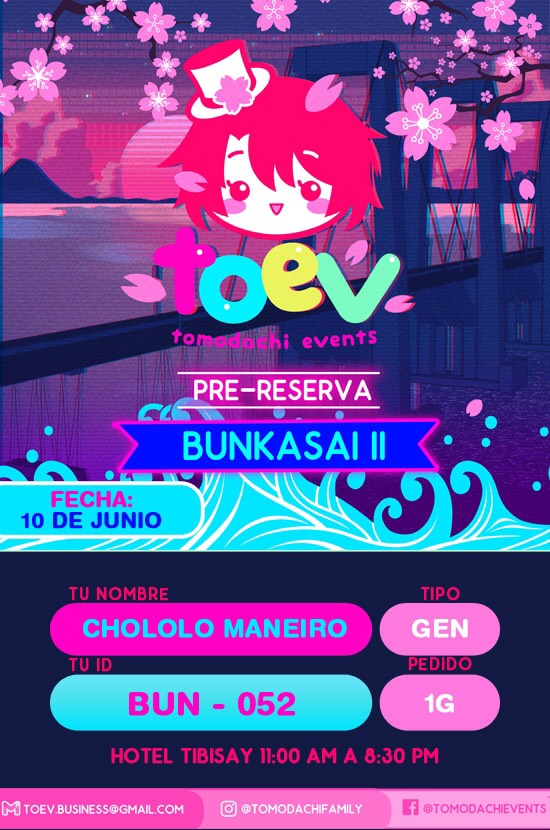 toev
tomodachi events
PRE-RESERVA
BUNKASAI II
FECHA:
10 DE JUNIO
TU NOMBRE
TIPO
CHOLOLO MANEIRO
GEN
TU ID
PEDIDO
BUN - 052
1G
HOTEL TIBISAY 11:00 AM A 8:30 PM
TOEV.BUSINESS@GMAIL.COM
@TOMODACHIFAMILY
@TOMODACHIEVENTS